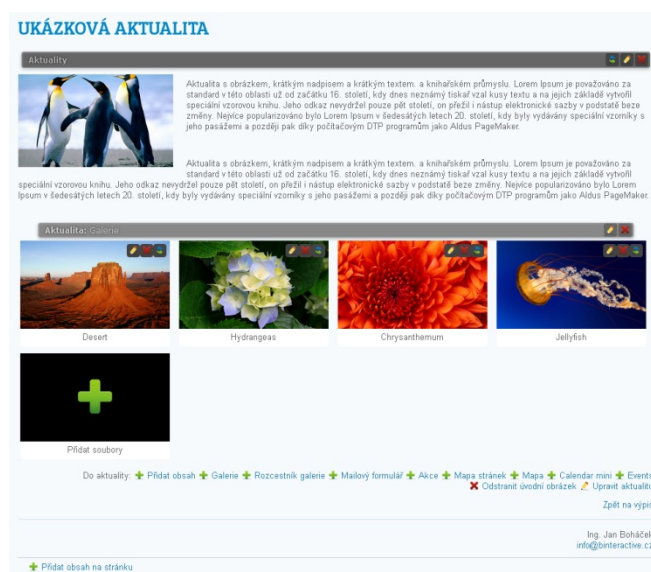 UKÁZKOVÁ AKTUALITA
Aktuality
Aktualita s obrázkem, krátkým nadpisem a krátkým textem. a knihařském průmyslu. Lorem Ipsum je považováno za
standard v této oblasti už od začátku 16. století, kdy dnes neznámý tiskař vzal kusy textu a na jejich základě vytvořil
speciální vzorovou knihu. Jeho odkaz nevydržel pouze pět století, on přežil i nástup elektronické sazby v podstatě beze
změny. Nejvíce popularizováno bylo Lorem Ipsum v šedesátých letech 20. století, kdy byly vydávány speciální vzorníky s
jeho pasážemi a později pak díky počítačovým DTP programům jako Aldus PageMaker.
Aktualita s obrázkem, krátkým nadpisem a krátkým textem. a knihařském průmyslu. Lorem Ipsum je považováno za
standard v této oblasti už od začátku 16. století, kdy dnes neznámý tiskař vzal kusy textu a na jejich základě vytvořil
speciální vzorovou knihu. Jeho odkaz nevydržel pouze pět století, on přežil i nástup elektronické sazby v podstatě beze změny. Nejvíce popularizováno bylo Lorem
Ipsum v šedesátých letech 20. století, kdy byly vydávány speciální vzorníky s jeho pasážemi a později pak díky počítačovým DTP programům jako Aldus PageMaker.
Aktualita: Galerie
Desert
Hydrangeas
Chrysanthemum
Jellyfish
Přidat soubory
Do aktuality: Přidat obsah Galerie Rozcestník galerie Mailový formulář Akce Mapa stránek Mapa Calendar mini Events
Odstranit úvodní obrázek Upravit aktualitu
Zpět na výpis
Ing. Jan Boháček
info@binteractive.cz
Přidat obsah na stránku